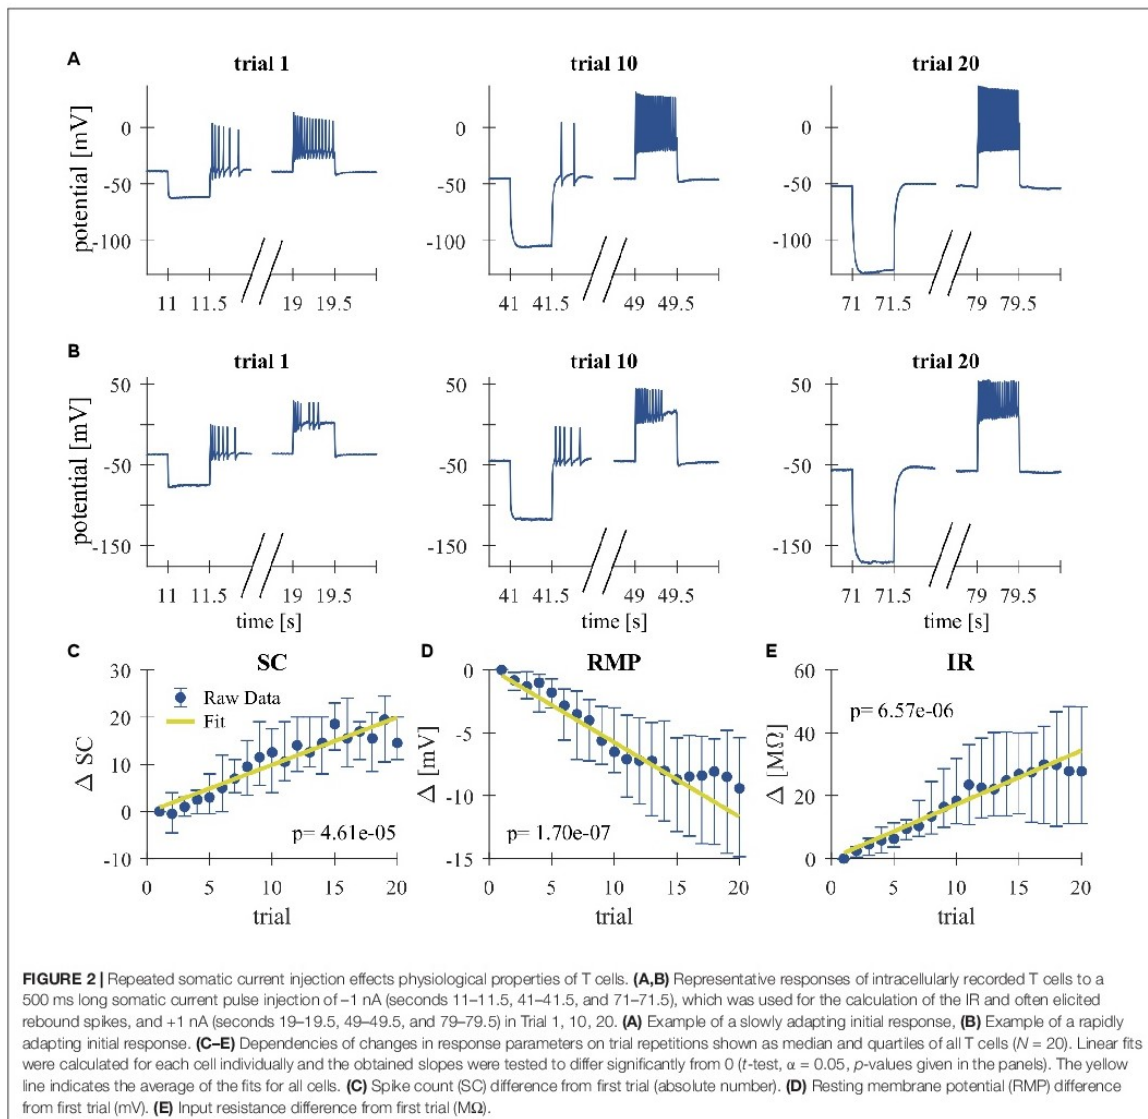 A
trial 1
trial 10
trial 20
potential [mV]
0
-50
-100
11 11.5 19 19.5
0
-50
-100
41 41.5 49 49.5
0
-50
-100
71 71.5 79 79.5
B
trial 1
trial 10
trial 20
potential [mV]
50
-50
-150
11 11.5 19 19.5
time [s]
50
-50
-150
41 41.5 49 49.5
time [s]
50
-50
-150
71 71.5 79 79.5
time [s]
C
SC
Δ SC
30
20
10
0
-10
Raw Data
Fit
p= 4.61e-05
0 5 10 15 20
trial
D
RMP
Δ [mV]
0
-5
-10
-15
p= 1.70e-07
0 5 10 15 20
trial
E
IR
Δ [MΩ]
60
40
20
0
p= 6.57e-06
0 5 10 15 20
trial
FIGURE 2 | Repeated somatic current injection effects physiological properties of T cells. (A,B) Representative responses of intracellularly recorded T cells to a
500 ms long somatic current pulse injection of −1 nA (seconds 11–11.5, 41–41.5, and 71–71.5), which was used for the calculation of the IR and often elicited
rebound spikes, and +1 nA (seconds 19–19.5, 49–49.5, and 79–79.5) in Trial 1, 10, 20. (A) Example of a slowly adapting initial response, (B) Example of a rapidly
adapting initial response. (C–E) Dependencies of changes in response parameters on trial repetitions shown as median and quartiles of all T cells (N = 20). Linear fits
were calculated for each cell individually and the obtained slopes were tested to differ significantly from 0 (t-test, α = 0.05, p-values given in the panels). The yellow
line indicates the average of the fits for all cells. (C) Spike count (SC) difference from first trial (absolute number). (D) Resting membrane potential (RMP) difference
from first trial (mV). (E) Input resistance difference from first trial (MΩ).